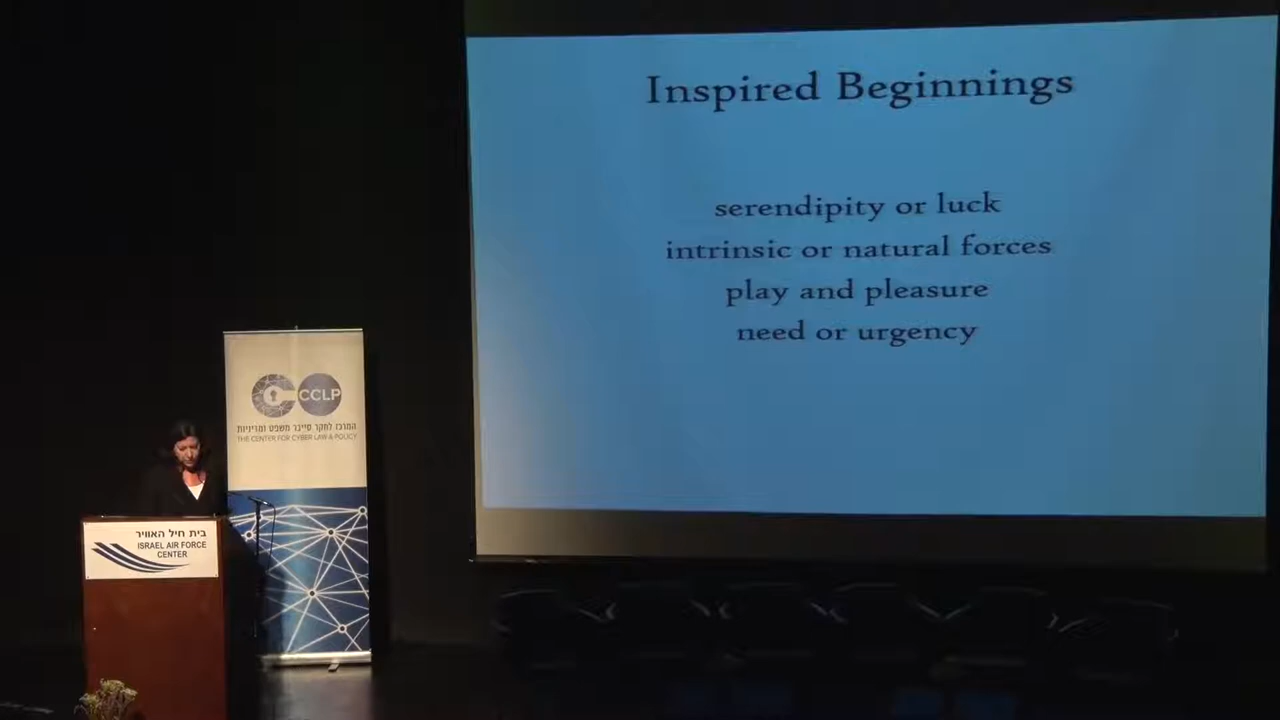 Inspired Beginnings
serendipity or luck
intrinsic or natural forces
play and pleasure
need or urgency
CCLP
המרכז לחקר סייבר משפט ומדיניות
THE CENTER FOR CYBER LAW & POLICY
בית חיל האוויר
ISRAEL AIR FORCE
CENTER